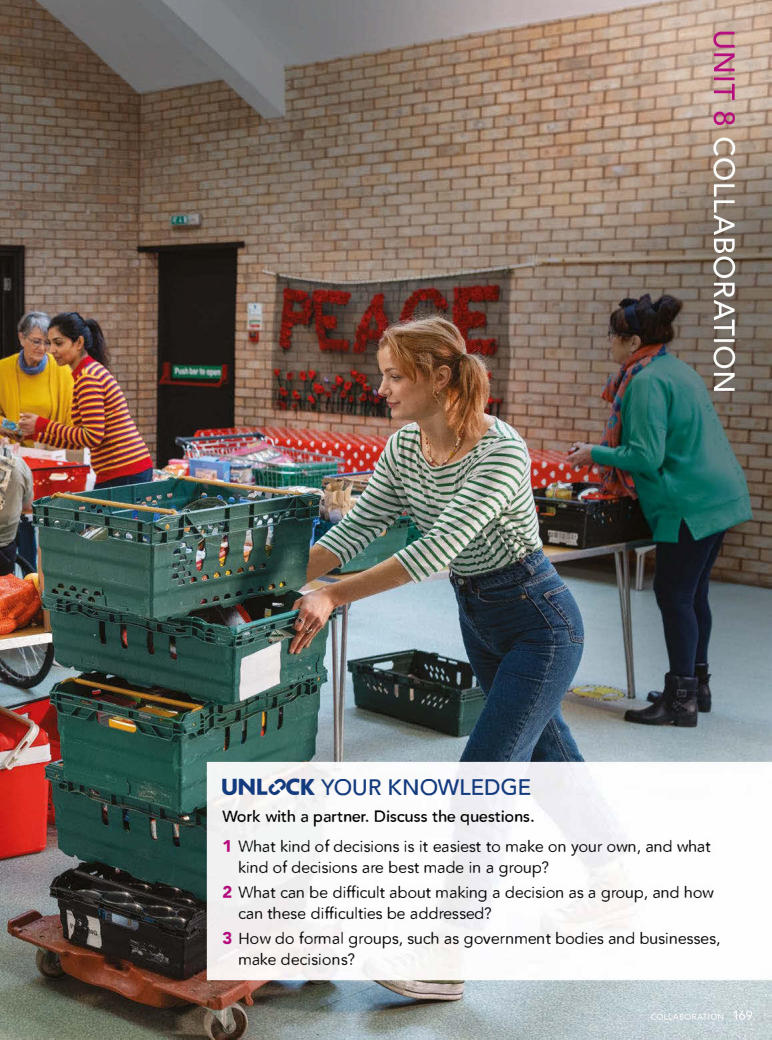 UNIT 8 COLLABORATION
PEACE
Push bar to open
UNLOCK YOUR KNOWLEDGE
Work with a partner. Discuss the questions.
1 What kind of decisions is it easiest to make on your own, and what
kind of decisions are best made in a group?
2 What can be difficult about making a decision as a group, and how
can these difficulties be addressed?
3 How do formal groups, such as government bodies and businesses,
make decisions?
COLLABORATION 169